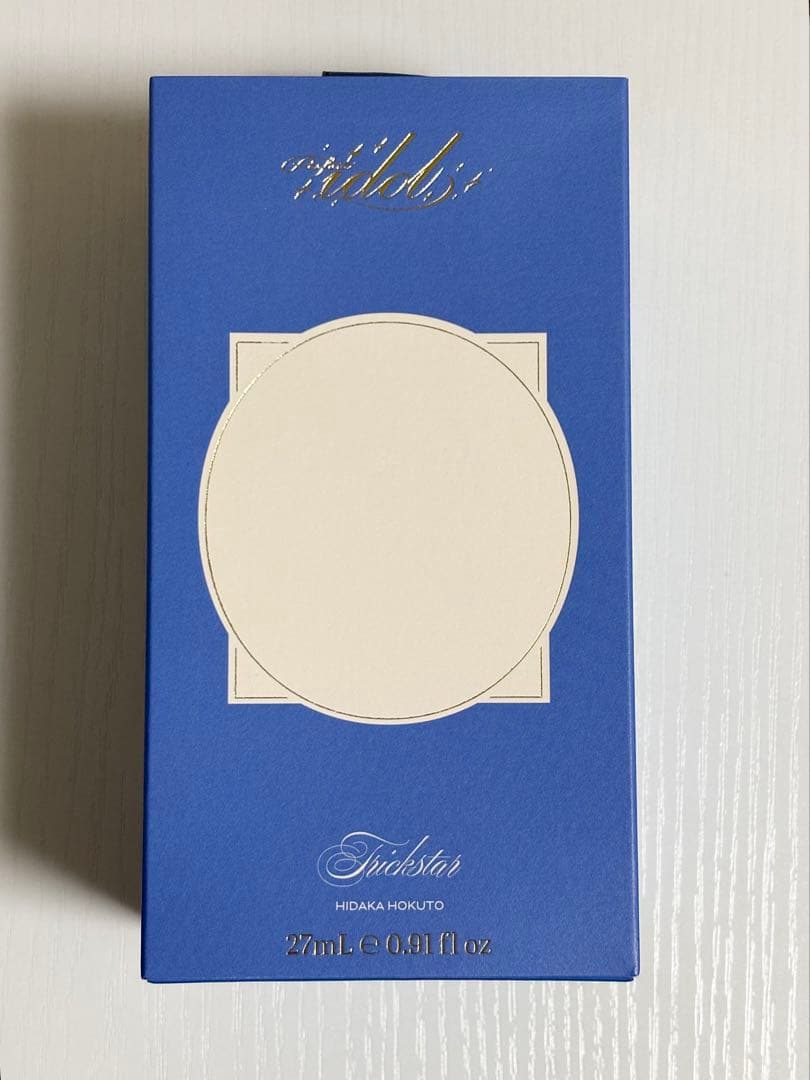 idol
Trickstar
HIDAKA HOKUTO
27mL ℮ 0.91 fl oz